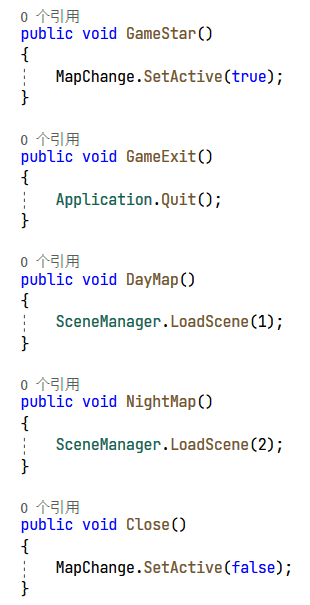 0 个引用
public void GameStar()
{
MapChange.SetActive(true);
}
0 个引用
public void GameExit()
{
Application.Quit();
}
0 个引用
public void DayMap()
{
SceneManager.LoadScene(1);
}
0 个引用
public void NightMap()
{
SceneManager.LoadScene(2);
}
0 个引用
public void Close()
{
MapChange.SetActive(false);
}